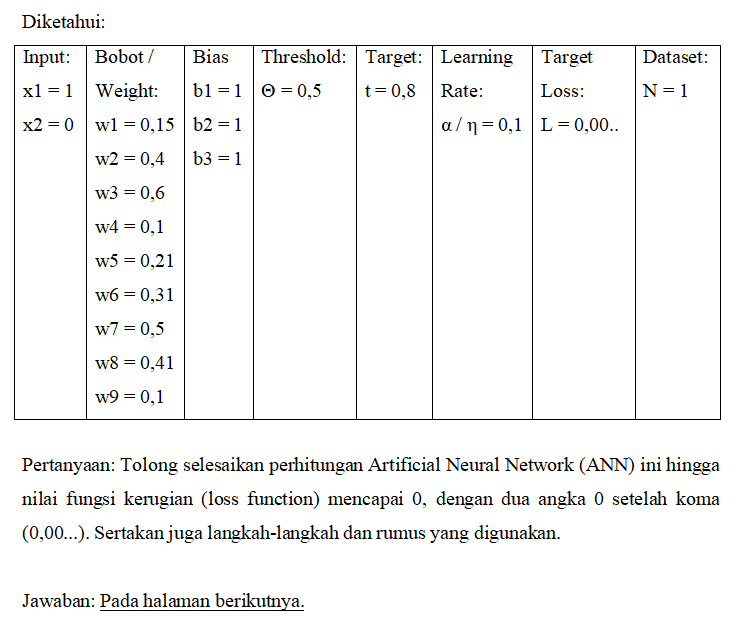 Diketahui:
Input: Bobot / Bias Threshold: Target: Learning Target Dataset:
x1 = 1 Weight: b1 = 1 Θ = 0,5 t = 0,8 Rate: Loss: N = 1
x2 = 0 w1 = 0,15 b2 = 1 α / η = 0,1 L = 0,00..
w2 = 0,4 b3 = 1
w3 = 0,6
w4 = 0,1
w5 = 0,21
w6 = 0,31
w7 = 0,5
w8 = 0,41
w9 = 0,1
Pertanyaan: Tolong selesaikan perhitungan Artificial Neural Network (ANN) ini hingga
nilai fungsi kerugian (loss function) mencapai 0, dengan dua angka 0 setelah koma
(0,00...). Sertakan juga langkah-langkah dan rumus yang digunakan.
Jawaban: Pada halaman berikutnya.